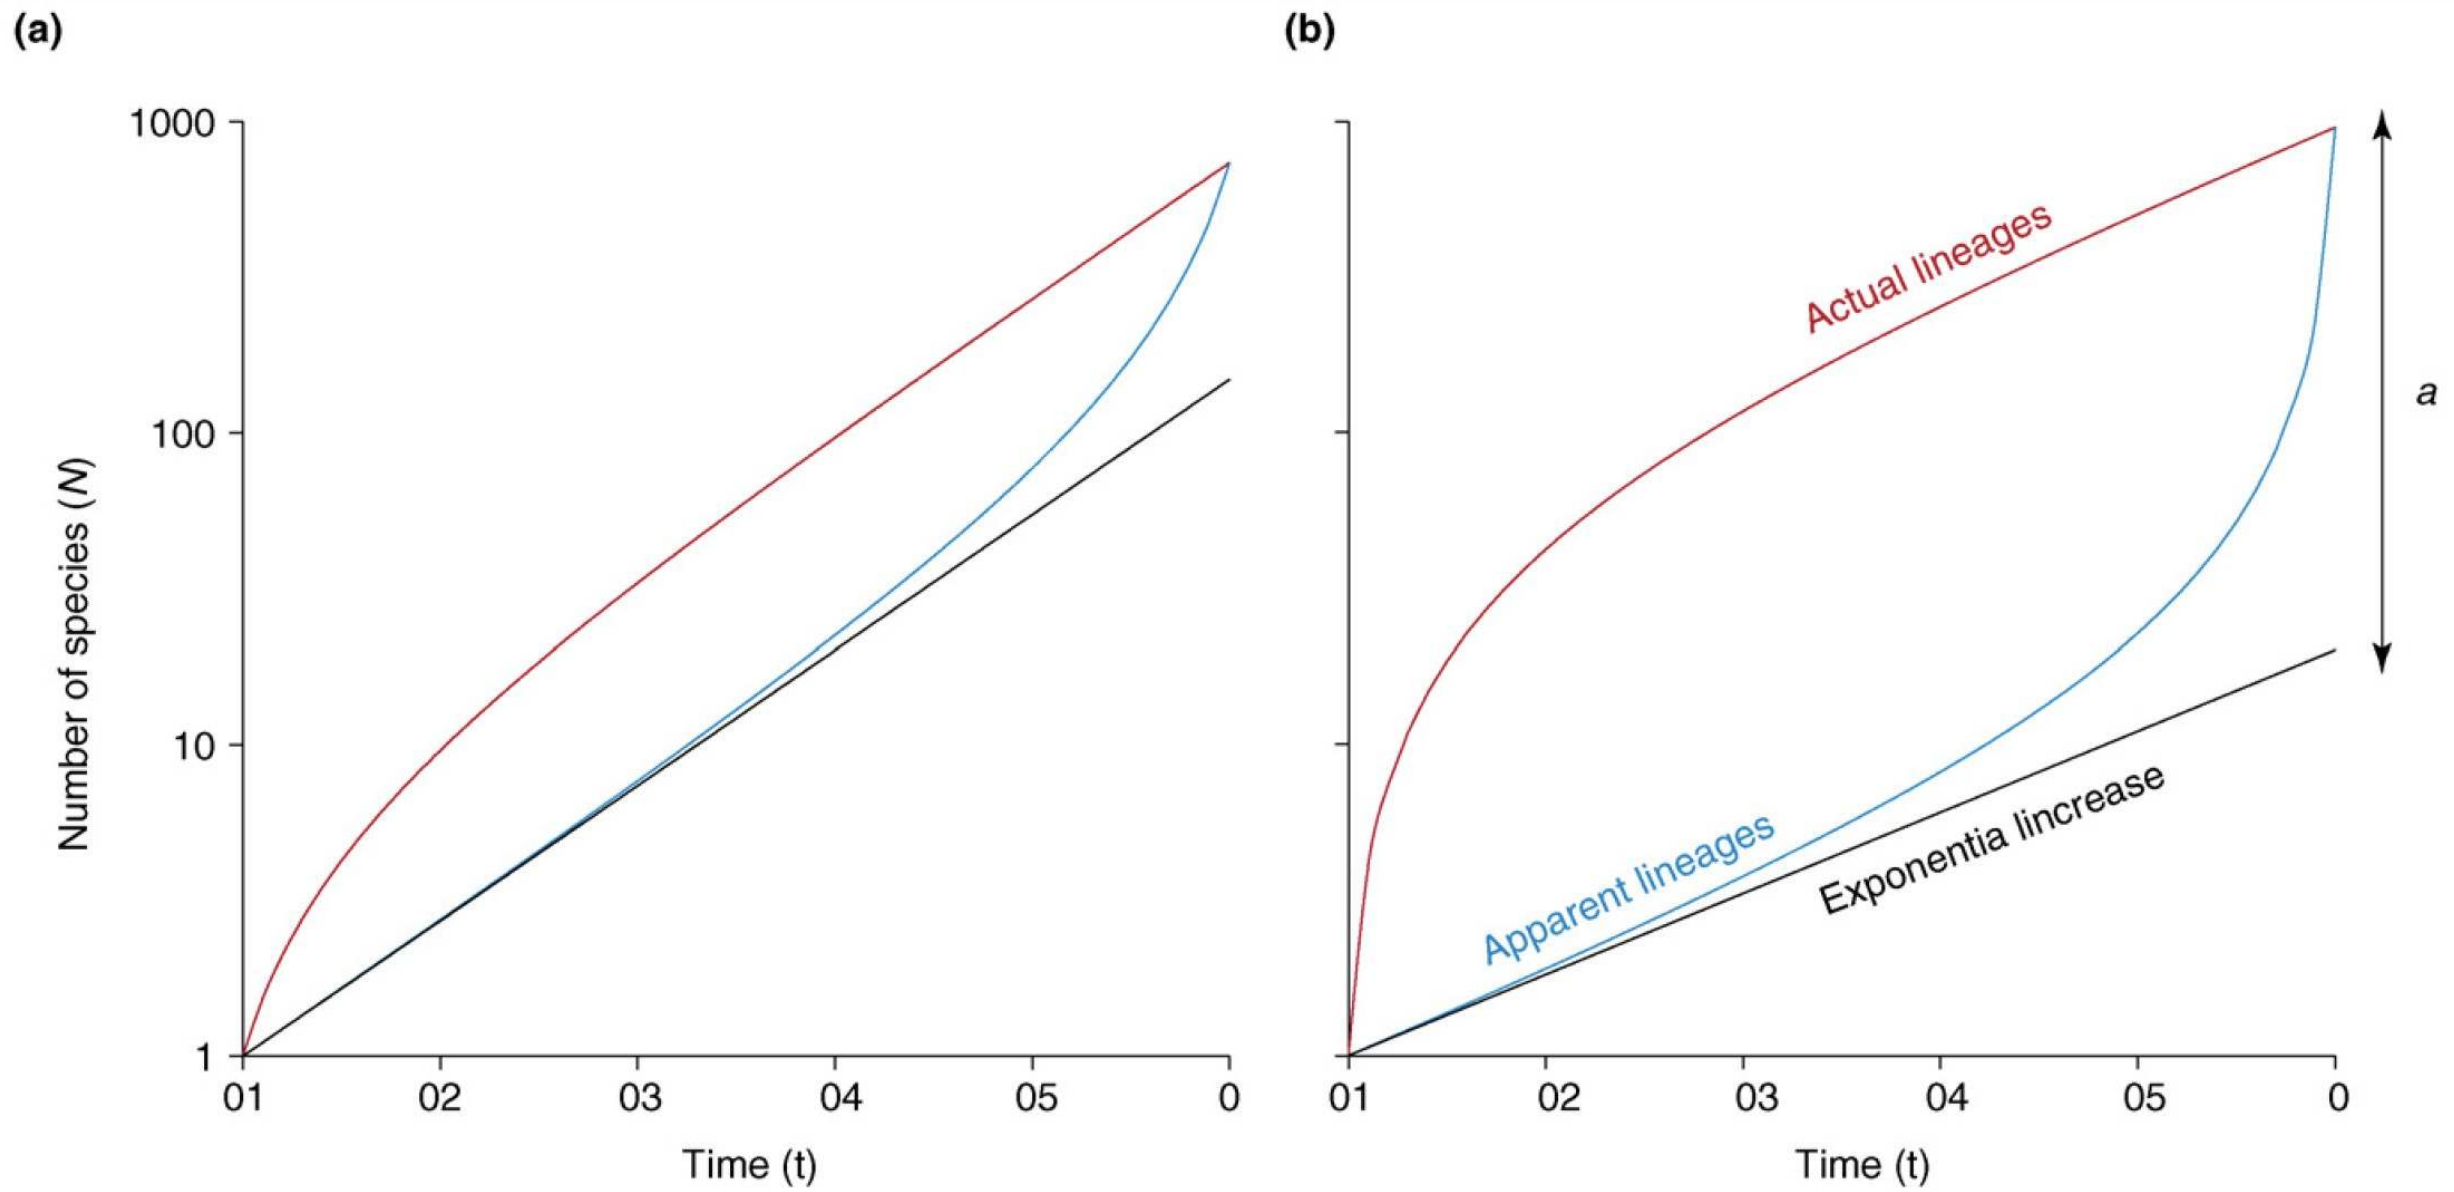 (a)
1000
100
10
1
Number of species (N)
01 02 03 04 05 0
Time (t)
(b)
Actual lineages
Apparent lineages
Exponentia lincrease
a
01 02 03 04 05 0
Time (t)